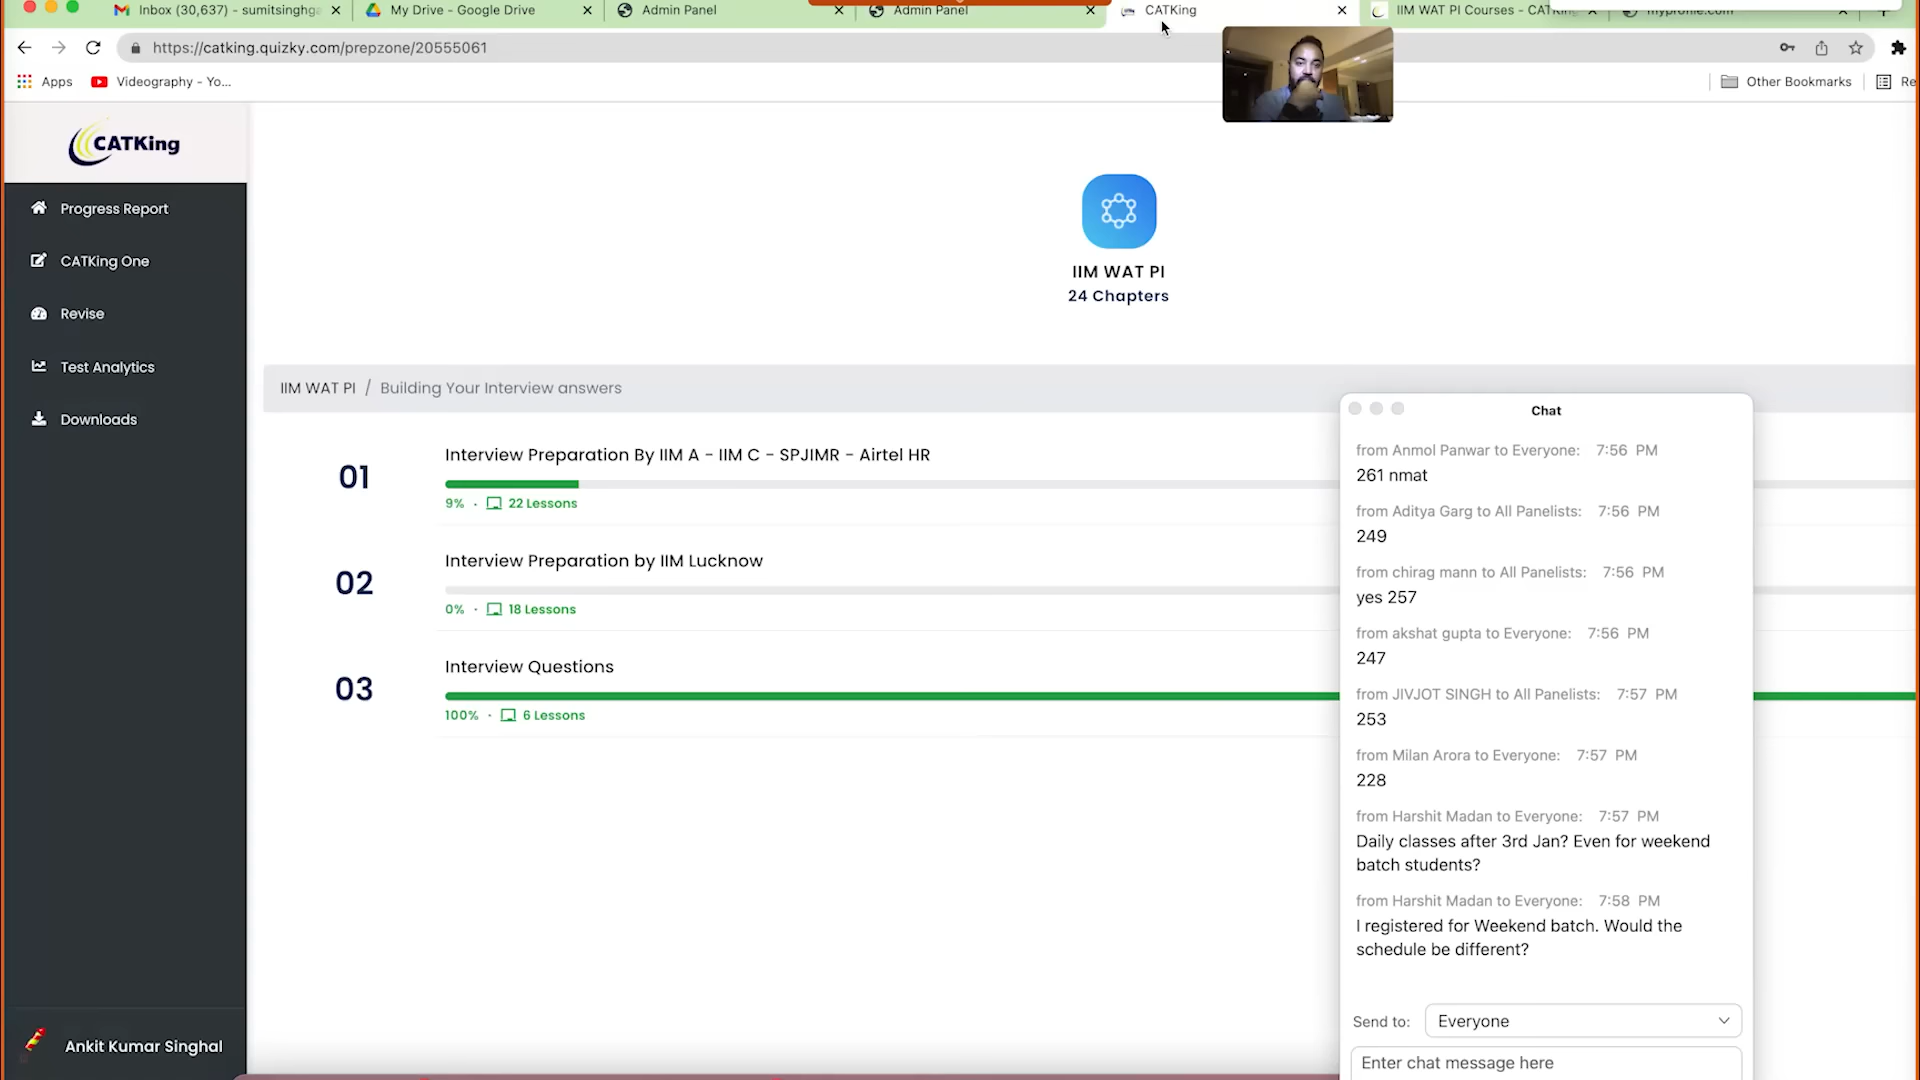 Inbox (30,637) - sumitsinghga
My Drive - Google Drive
Admin Panel
Admin Panel
CATKing
IIM WAT PI Courses - CATKing
myprofile.com
https://catking.quizky.com/prepzone/20555061
Apps
Videography - Yo...
Other Bookmarks
Re
CATKing
Progress Report
CATKing One
Revise
Test Analytics
Downloads
Ankit Kumar Singhal
IIM WAT PI
24 Chapters
IIM WAT PI / Building Your Interview answers
01
Interview Preparation By IIM A - IIM C - SPJIMR - Airtel HR
9% · 22 Lessons
02
Interview Preparation by IIM Lucknow
0% · 18 Lessons
03
Interview Questions
100% · 6 Lessons
Chat
from Anmol Panwar to Everyone: 7:56 PM
261 nmat
from Aditya Garg to All Panelists: 7:56 PM
249
from chirag mann to All Panelists: 7:56 PM
yes 257
from akshat gupta to Everyone: 7:56 PM
247
from JIVJOT SINGH to All Panelists: 7:57 PM
253
from Milan Arora to Everyone: 7:57 PM
228
from Harshit Madan to Everyone: 7:57 PM
Daily classes after 3rd Jan? Even for weekend
batch students?
from Harshit Madan to Everyone: 7:58 PM
I registered for Weekend batch. Would the
schedule be different?
Send to: Everyone
Enter chat message here